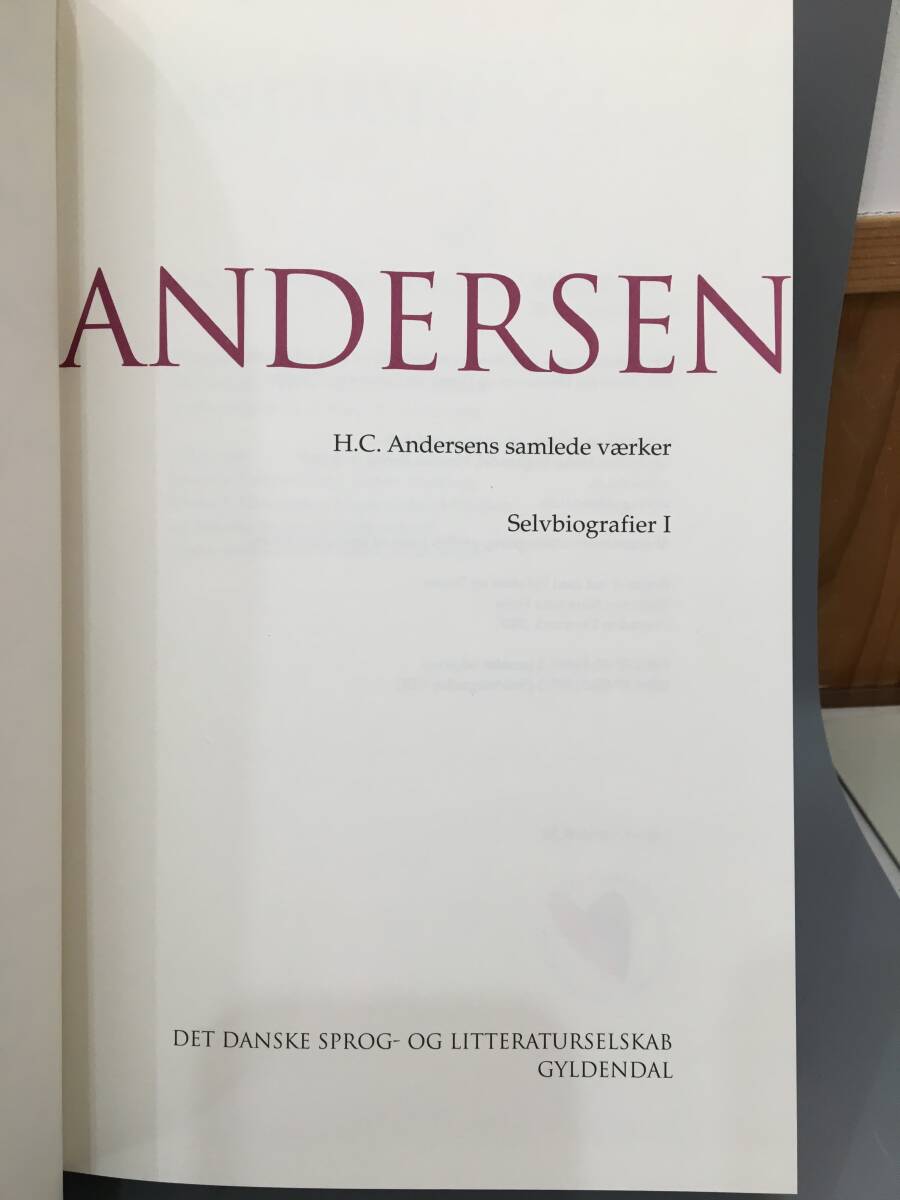 ANDERSEN
H.C. Andersens samlede værker
Selvbiografier I
DET DANSKE SPROG- OG LITTERATURSELSKAB
GYLDENDAL